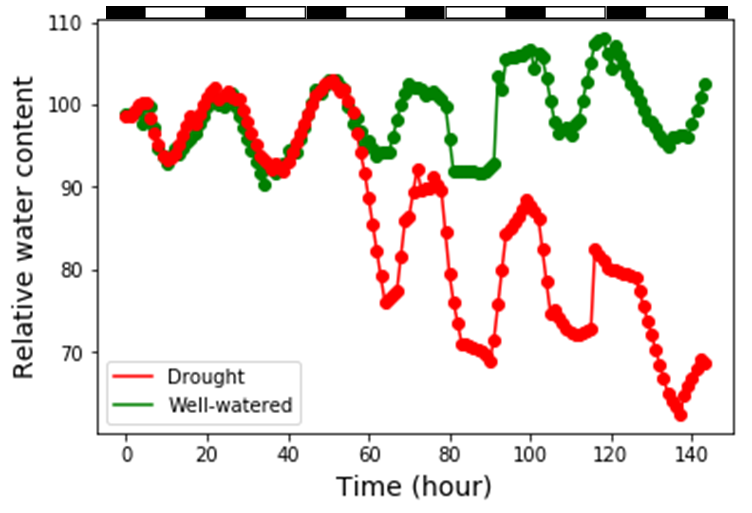 110
100
90
80
70
Relative water content
Drought
Well-watered
0 20 40 60 80 100 120 140
Time (hour)